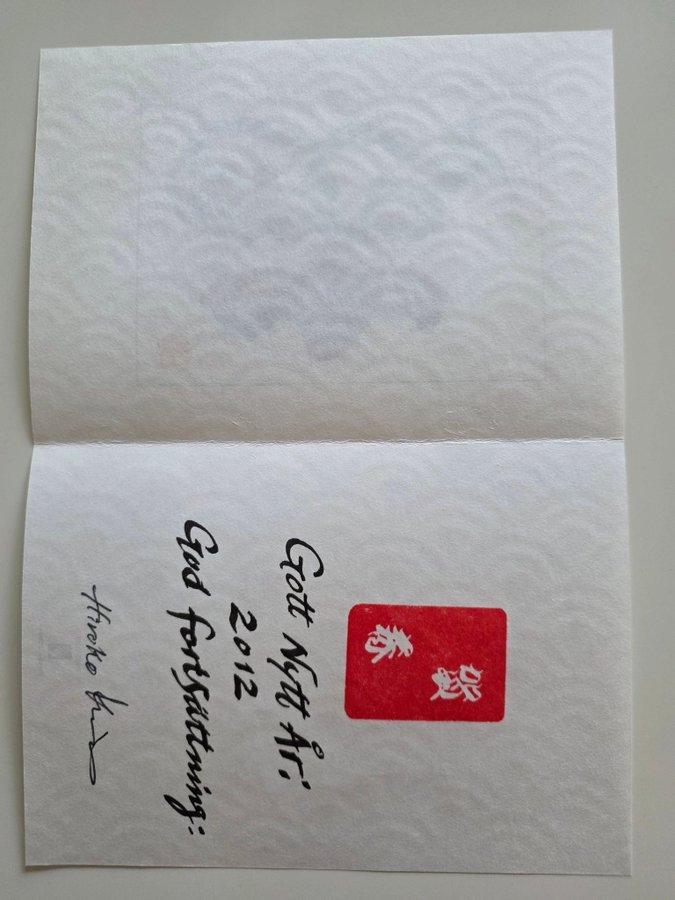 賀
春
Gott Nytt År!
2012
God fortsättning!
Hiroko